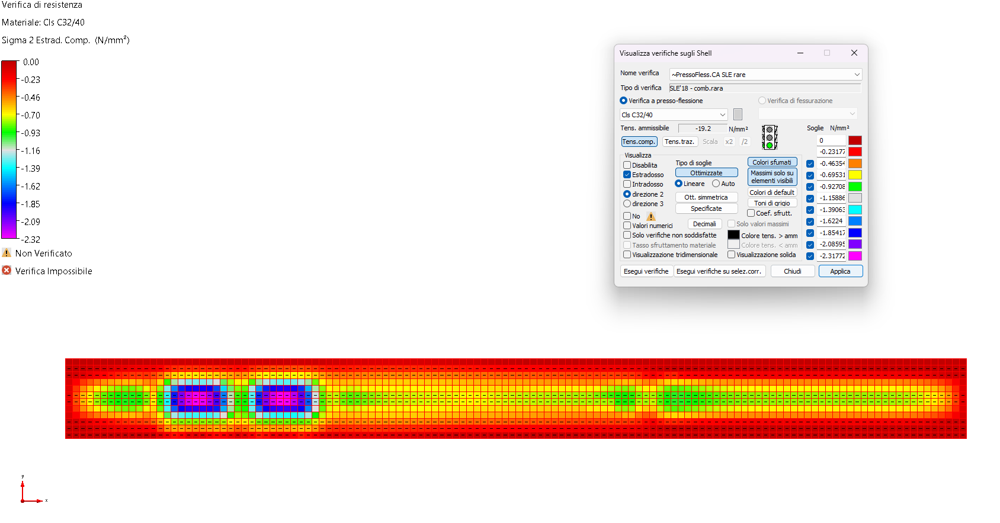 Verifica di resistenza
Materiale: Cls C32/40
Sigma 2 Estrad. Comp. (N/mm²)
0.00
-0.23
-0.46
-0.70
-0.93
-1.16
-1.39
-1.62
-1.85
-2.09
-2.32
Non Verificato
Verifica Impossibile
Visualizza verifiche sugli Shell
Nome verifica ~PressoFless.CA SLE rare
Tipo di verifica SLE'18 - comb.rara
Verifica a presso-flessione Verifica di fessurazione
Cls C32/40
Tens. ammissibile -19.2 N/mm² Soglie N/mm²
Tens.comp. Tens.traz. Scala x2 /2
Visualizza
Disabilita
Estradosso
Intradosso
direzione 2
direzione 3
No
Valori numerici
Solo verifiche non soddisfatte
Tasso sfruttamento materiale
Visualizzazione tridimensionale
Tipo di soglie
Ottimizzate
Lineare Auto
Ott. simmetrica
Specificate
Decimali
Colori sfumati
Massimi solo su
elementi visibili
Colori di default
Toni di grigio
Coef. sfrutt.
Solo valori massimi
Colore tens. > amm
Colore tens. < amm
Visualizzazione solida
0
-0.23177
-0.46354
-0.69531
-0.92708
-1.15886
-1.39063
-1.6224
-1.85417
-2.08595
-2.31772
Esegui verifiche Esegui verifiche su selez.corr. Chiudi Applica
y
x